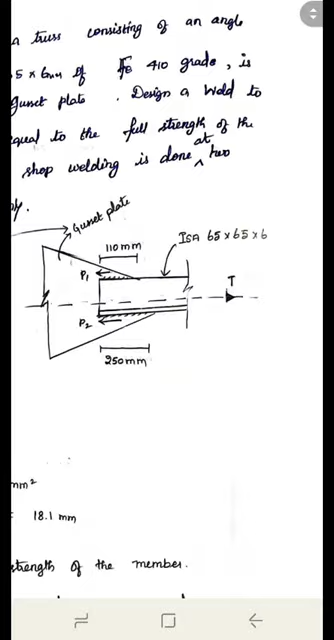 a truss consisting of an angle
5 x 6mm of Fe 410 grade, is
gusset plate. Design a weld to
equal to the full strength of the
at
shop welding is done ^ two
Gusset plate
110mm
ISA 65 x 65 x 6
P1
T
P2
250mm
mm²
18.1 mm
strength of the member.